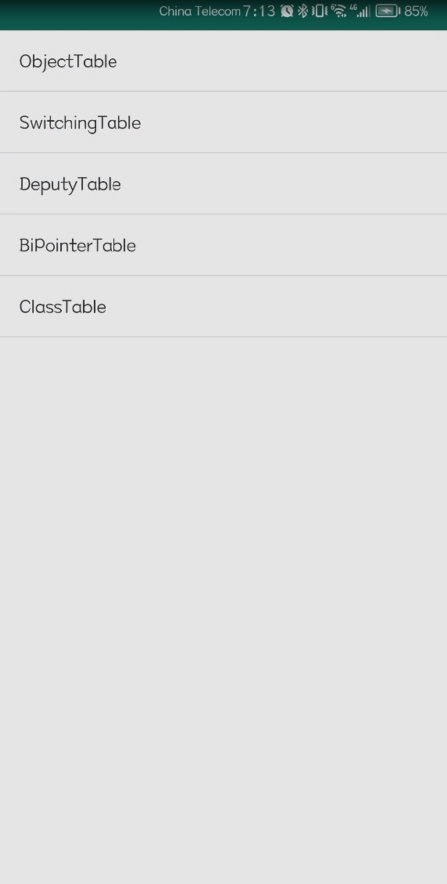 China Telecom 7:13 85%
ObjectTable
SwitchingTable
DeputyTable
BiPointerTable
ClassTable